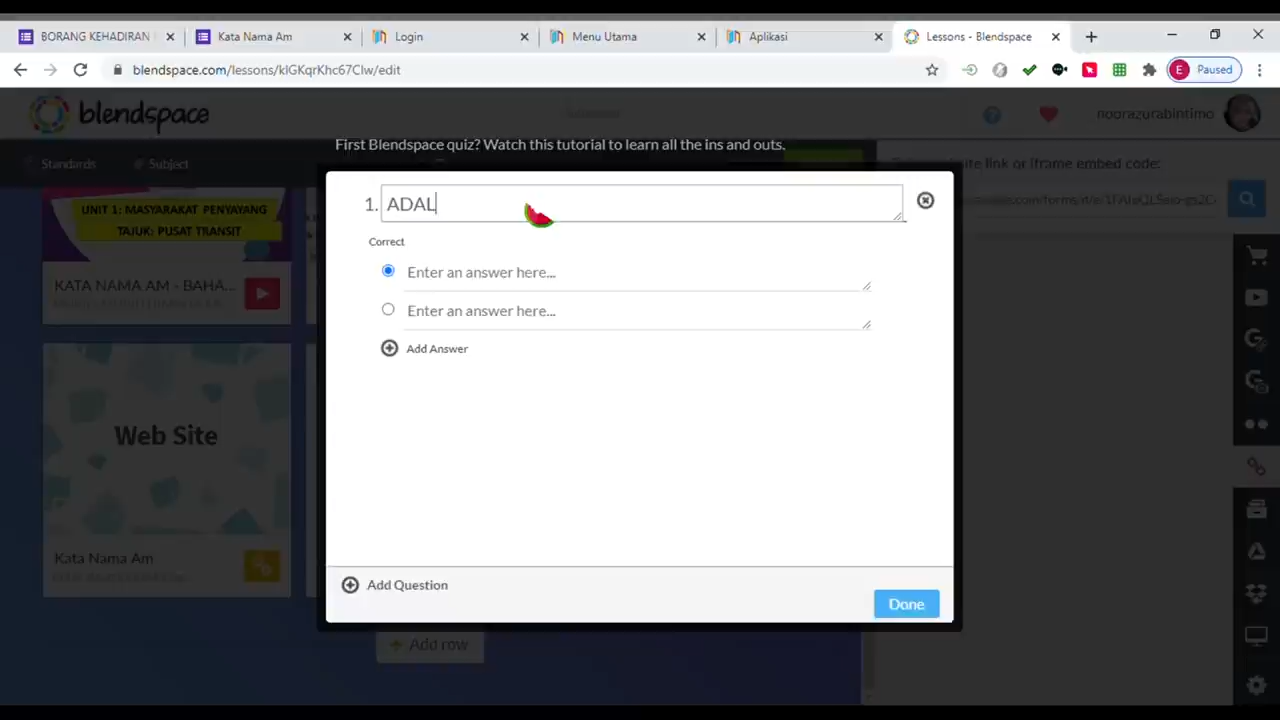 BORANG KEHADIRAN
Kata Nama Am
Login
Menu Utama
Aplikasi
Lessons - Blendspace
blendspace.com/lessons/klGKqrKhc67Clw/edit
E
Paused
blendspace
noorazurabintimo
First Blendspace quiz? Watch this tutorial to learn all the ins and outs.
Standards
Subject
UNIT 1: MASYARAKAT PENYAYANG
TAJUK: PUSAT TRANSIT
KATA NAMA AM - BAHA...
1. ADAL
Correct
Enter an answer here...
Enter an answer here...
Add Answer
Web Site
Kata Nama Am
Add Question
Done
Add row